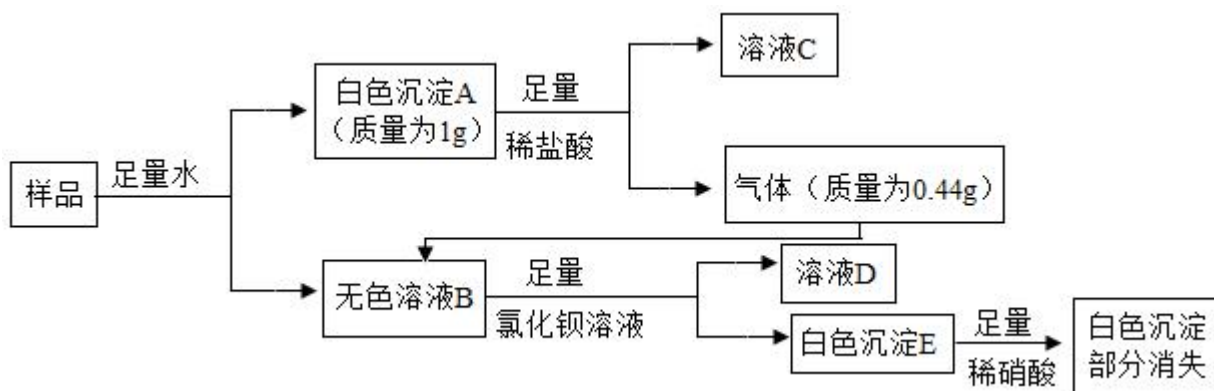 溶液C
白色沉淀A
（质量为1g）
足量
稀盐酸
样品
足量水
气体（质量为0.44g）
无色溶液B
足量
氯化钡溶液
溶液D
白色沉淀E
足量
稀硝酸
白色沉淀
部分消失